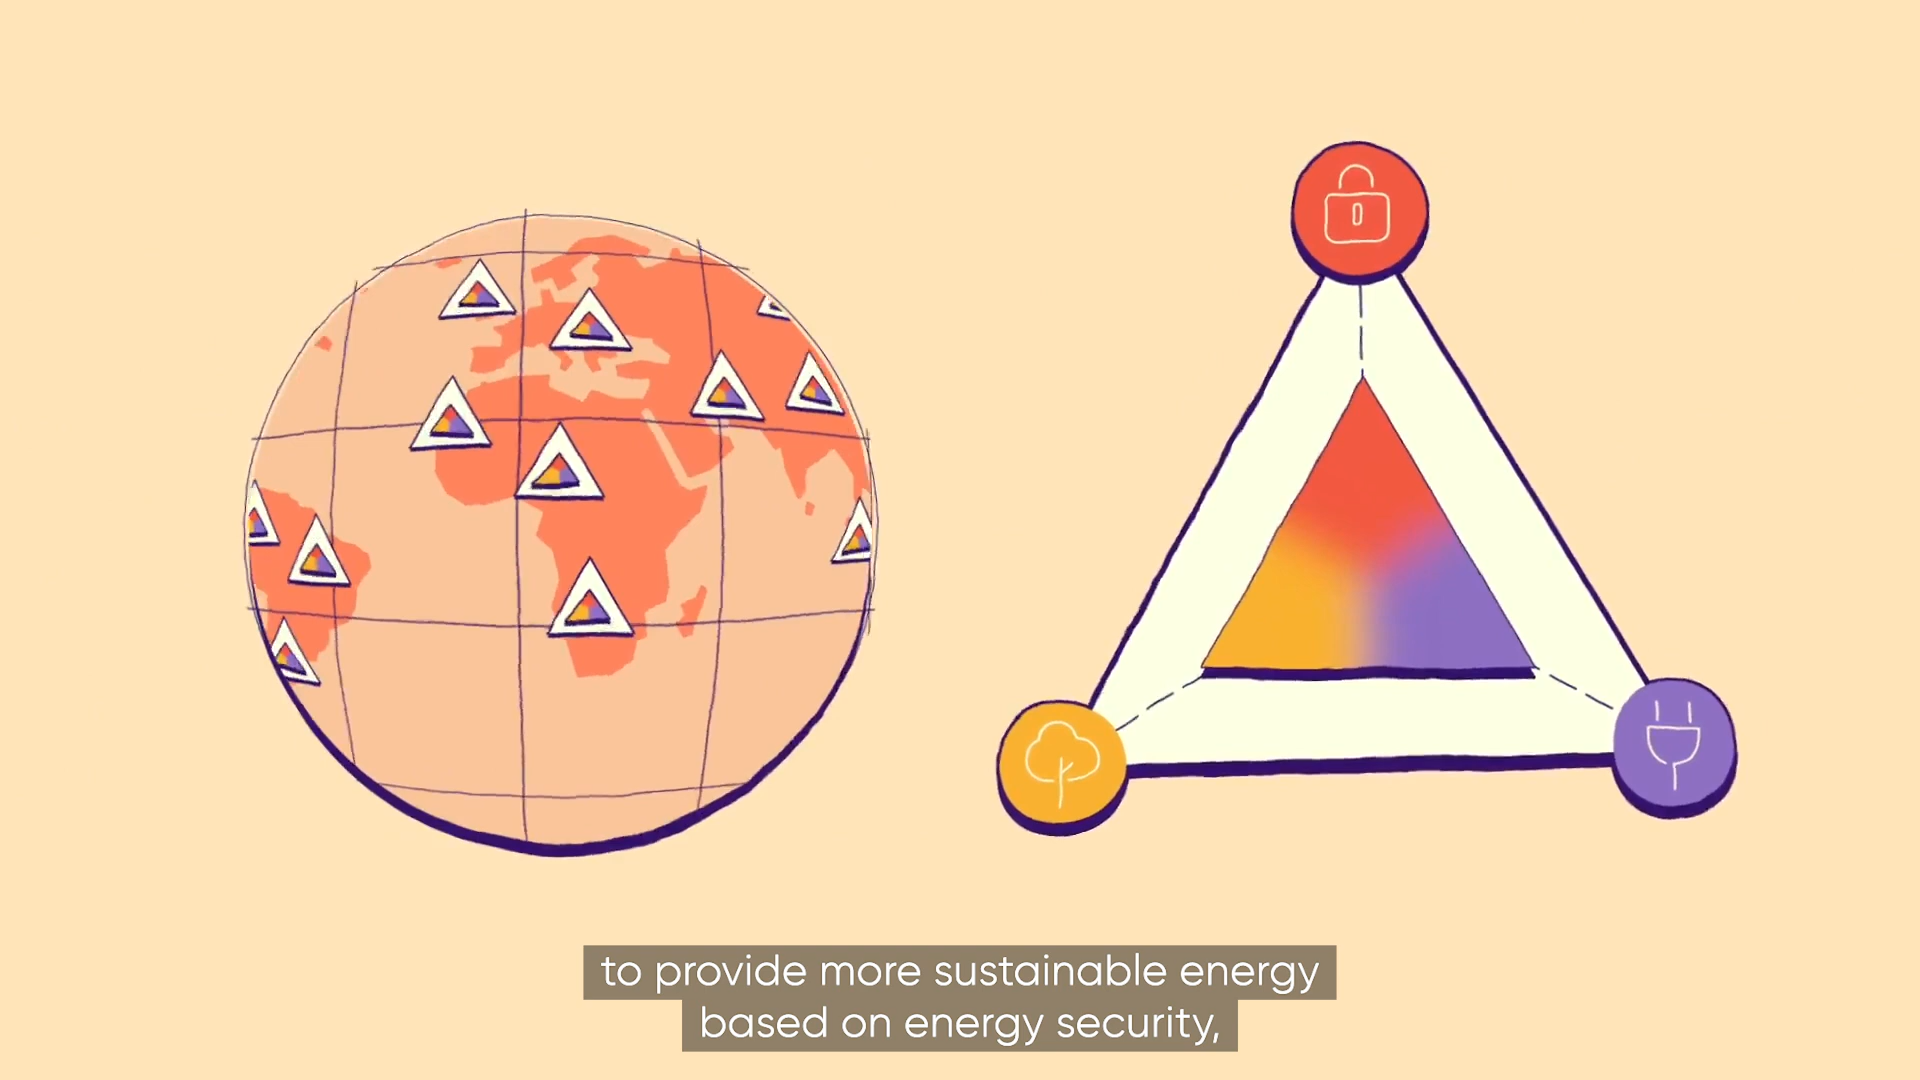 to provide more sustainable energy
based on energy security,